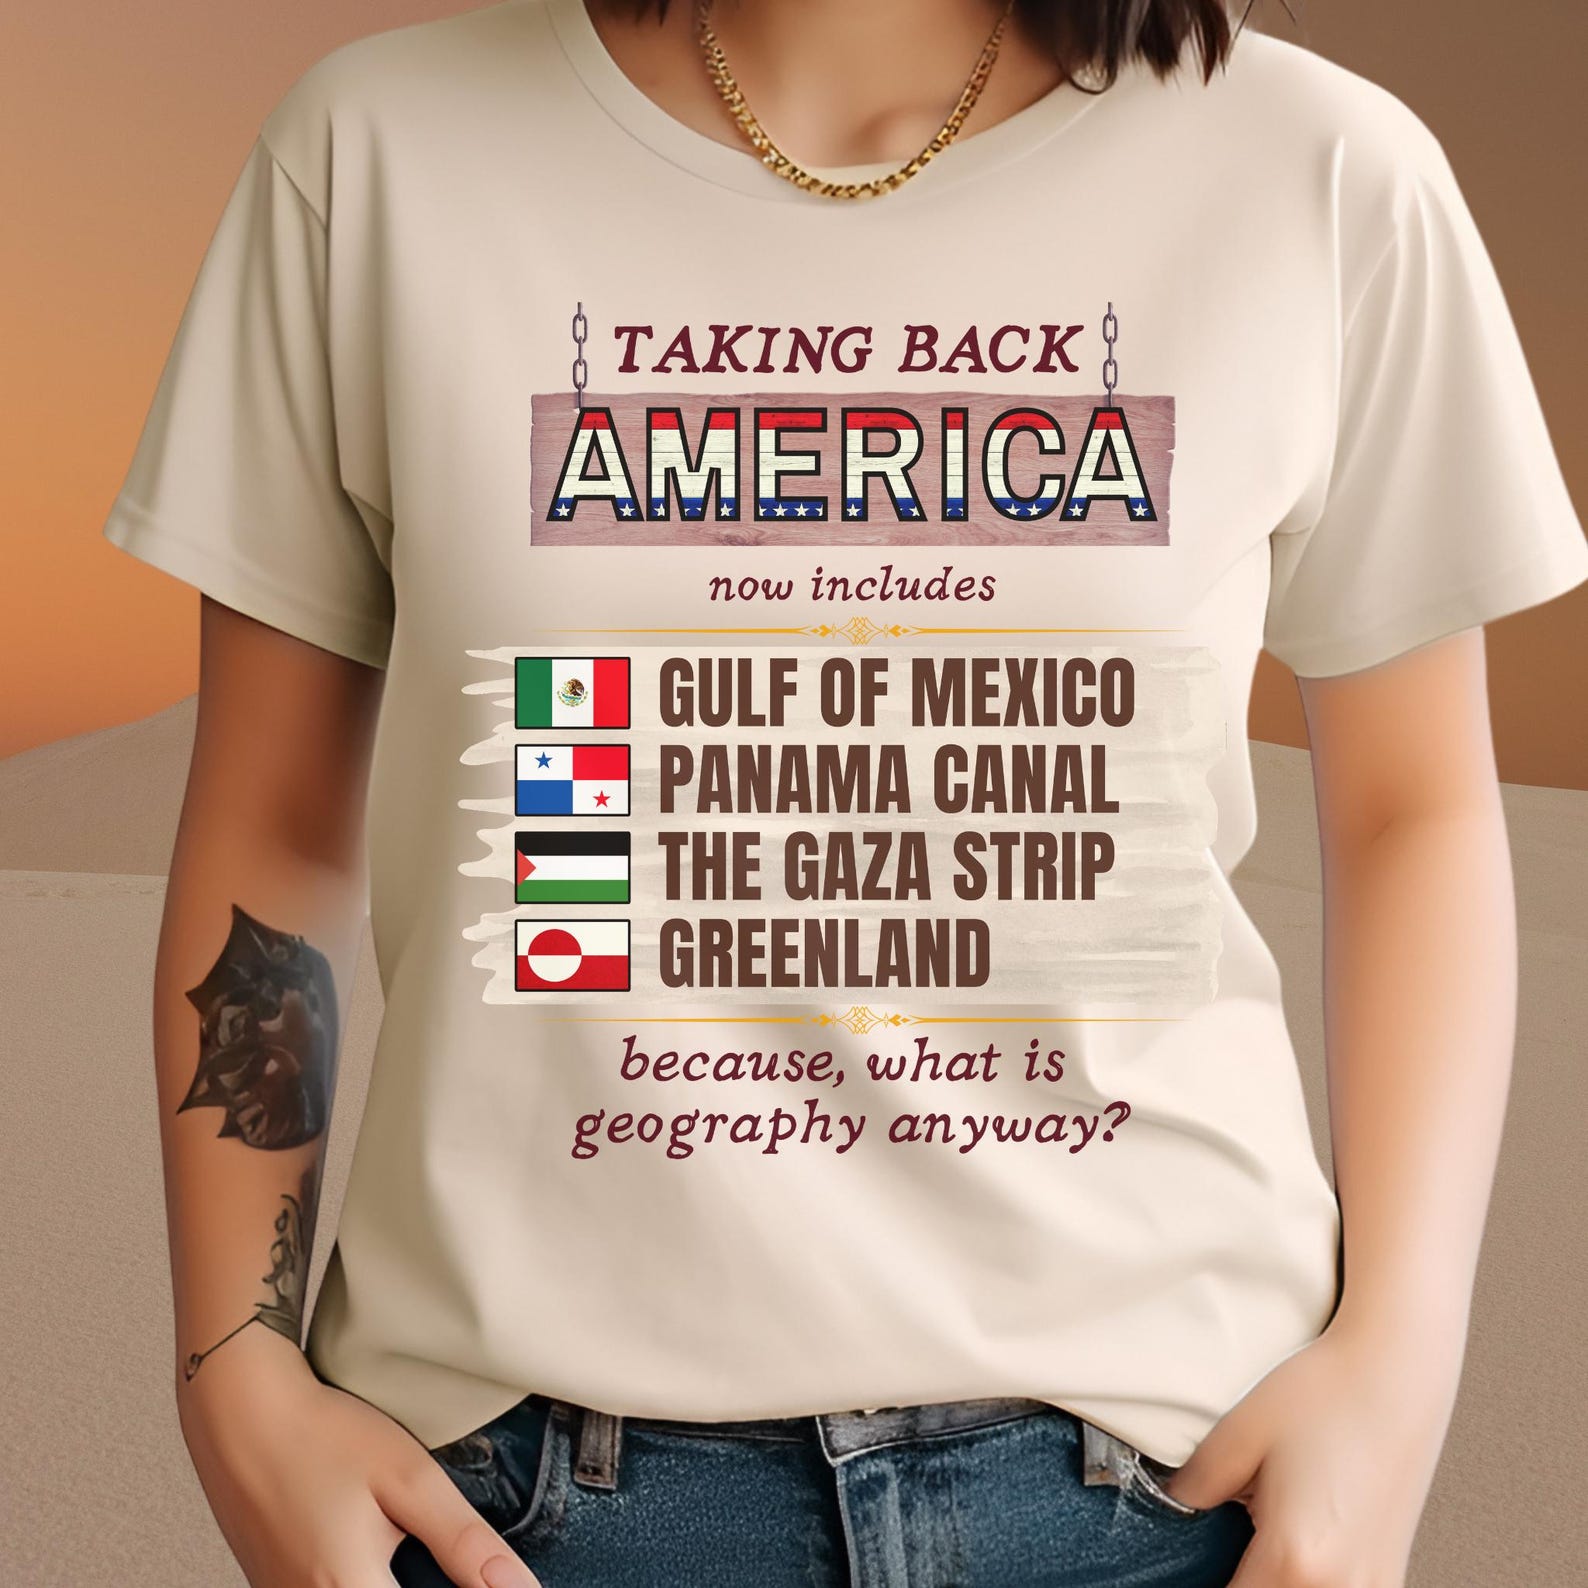 TAKING BACK
AMERICA
now includes
GULF OF MEXICO
PANAMA CANAL
THE GAZA STRIP
GREENLAND
because, what is
geography anyway?